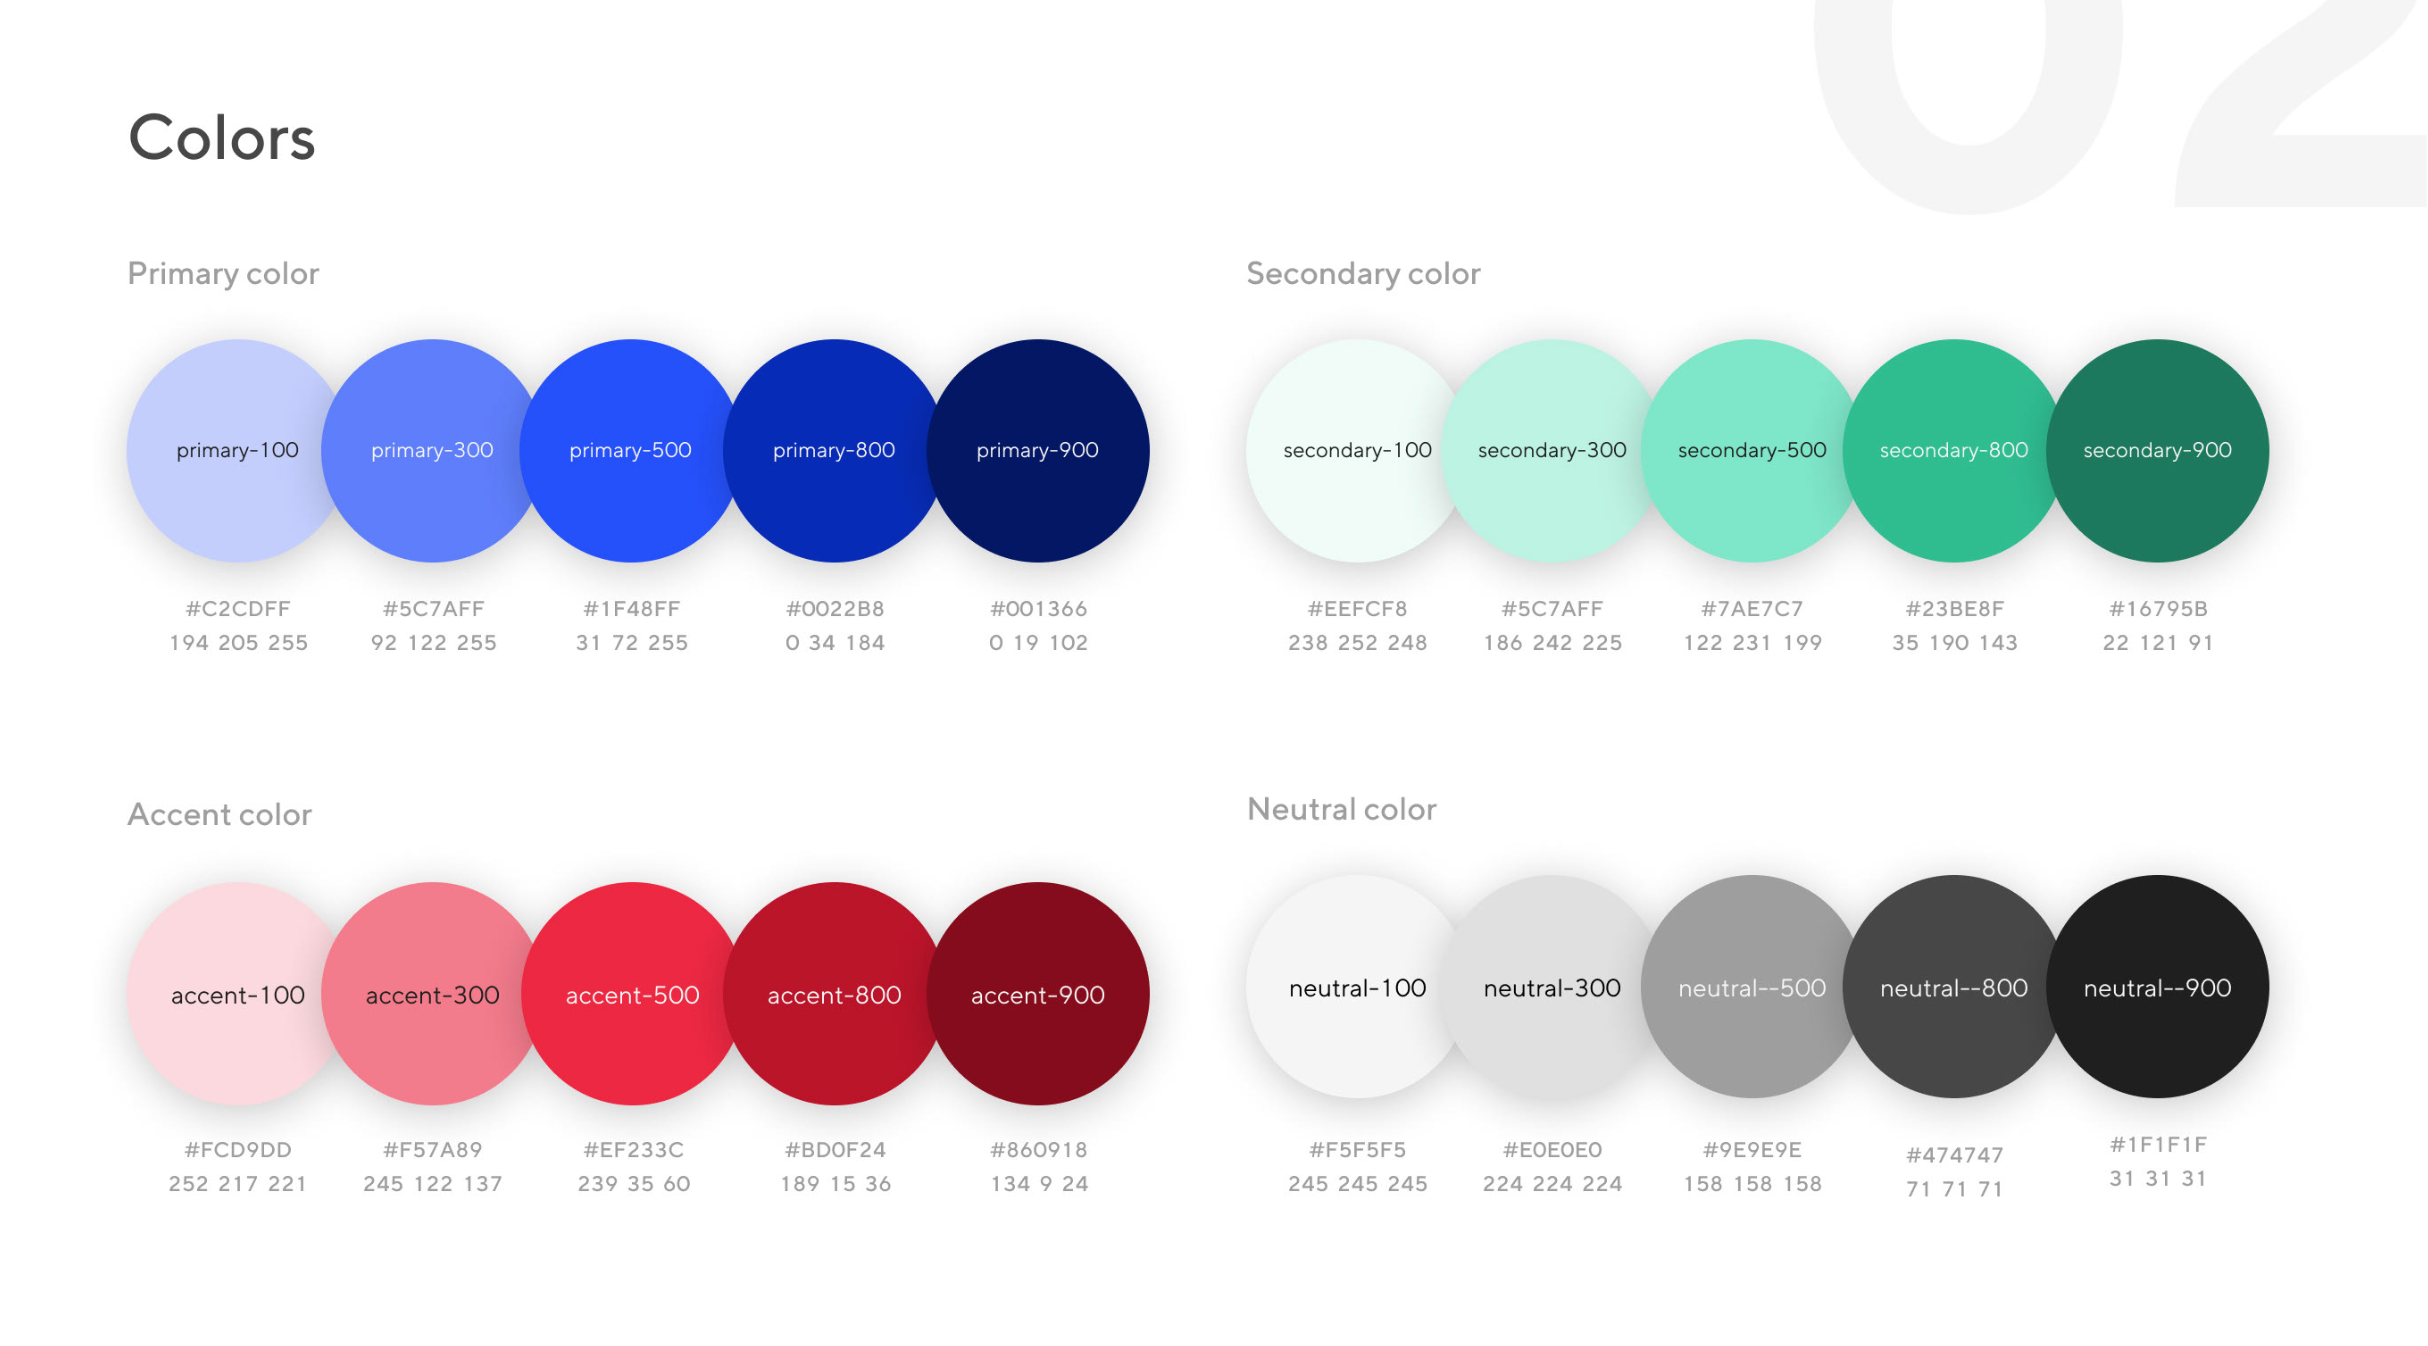 02
Colors
Primary color
primary-100 primary-300 primary-500 primary-800 primary-900
#C2CDFF #5C7AFF #1F48FF #0022B8 #001366
194 205 255 92 122 255 31 72 255 0 34 184 0 19 102
Secondary color
secondary-100 secondary-300 secondary-500 secondary-800 secondary-900
#EEFCF8 #5C7AFF #7AE7C7 #23BE8F #16795B
238 252 248 186 242 225 122 231 199 35 190 143 22 121 91
Accent color
accent-100 accent-300 accent-500 accent-800 accent-900
#FCD9DD #F57A89 #EF233C #BD0F24 #860918
252 217 221 245 122 137 239 35 60 189 15 36 134 9 24
Neutral color
neutral-100 neutral-300 neutral--500 neutral--800 neutral--900
#F5F5F5 #E0E0E0 #9E9E9E #474747 #1F1F1F
245 245 245 224 224 224 158 158 158 71 71 71 31 31 31